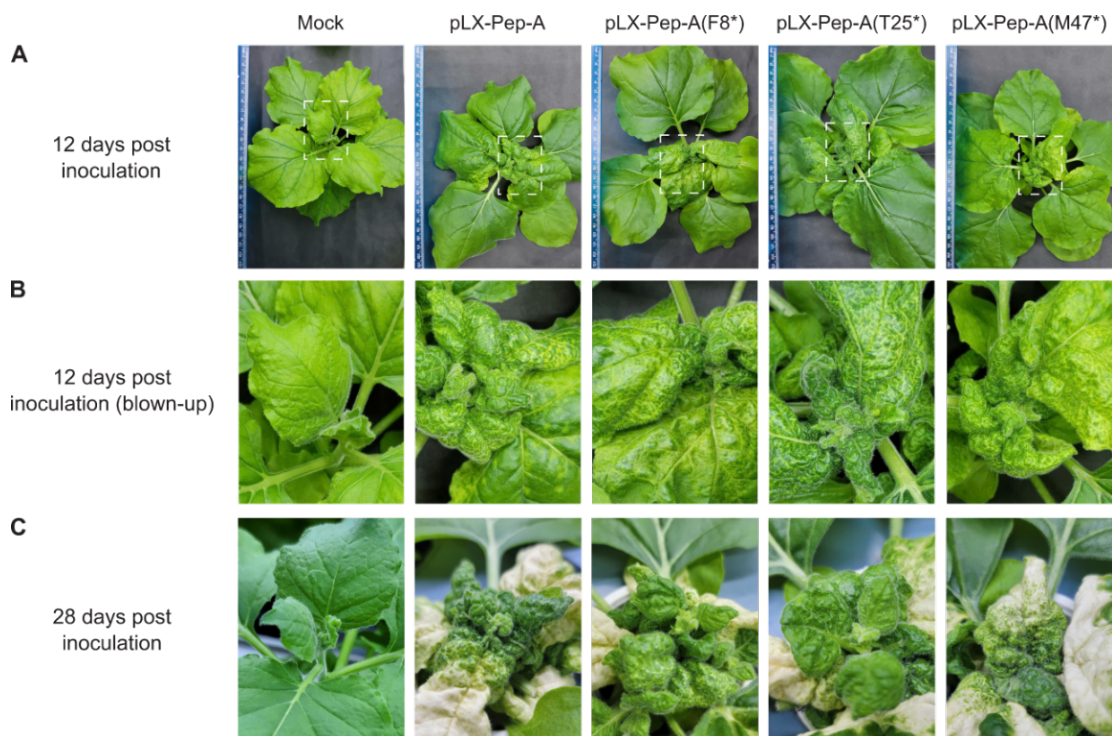 Mock
pLX-Pep-A
pLX-Pep-A(F8*)
pLX-Pep-A(T25*)
pLX-Pep-A(M47*)
A
12 days post
inoculation
B
12 days post
inoculation (blown-up)
C
28 days post
inoculation